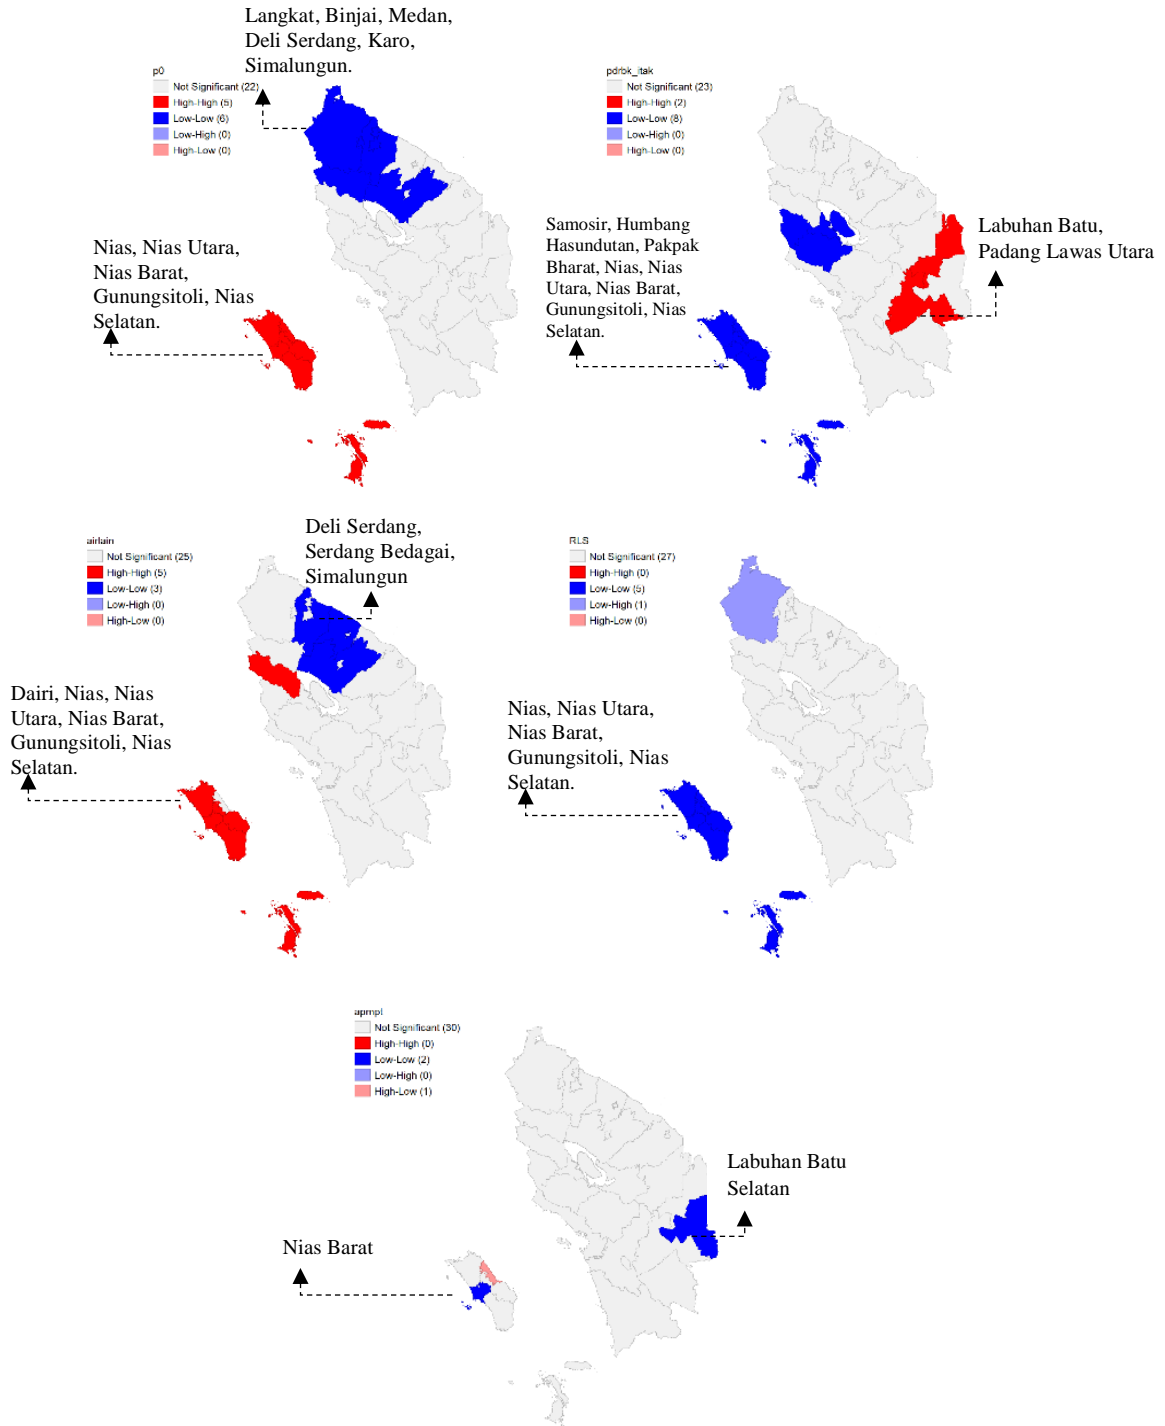 Langkat, Binjai, Medan,
Deli Serdang, Karo,
Simalungun.
p0
Not Significant (22)
High-High (5)
Low-Low (6)
Low-High (0)
High-Low (0)
Nias, Nias Utara,
Nias Barat,
Gunungsitoli, Nias
Selatan.
pdrbk_itak
Not Significant (23)
High-High (2)
Low-Low (8)
Low-High (0)
High-Low (0)
Samosir, Humbang
Hasundutan, Pakpak
Bharat, Nias, Nias
Utara, Nias Barat,
Gunungsitoli, Nias
Selatan.
Labuhan Batu,
Padang Lawas Utara
airlain
Not Significant (25)
High-High (5)
Low-Low (3)
Low-High (0)
High-Low (0)
Deli Serdang,
Serdang Bedagai,
Simalungun
Dairi, Nias, Nias
Utara, Nias Barat,
Gunungsitoli, Nias
Selatan.
RLS
Not Significant (27)
High-High (0)
Low-Low (5)
Low-High (1)
High-Low (0)
Nias, Nias Utara,
Nias Barat,
Gunungsitoli, Nias
Selatan.
apmpl
Not Significant (30)
High-High (0)
Low-Low (2)
Low-High (0)
High-Low (1)
Labuhan Batu
Selatan
Nias Barat